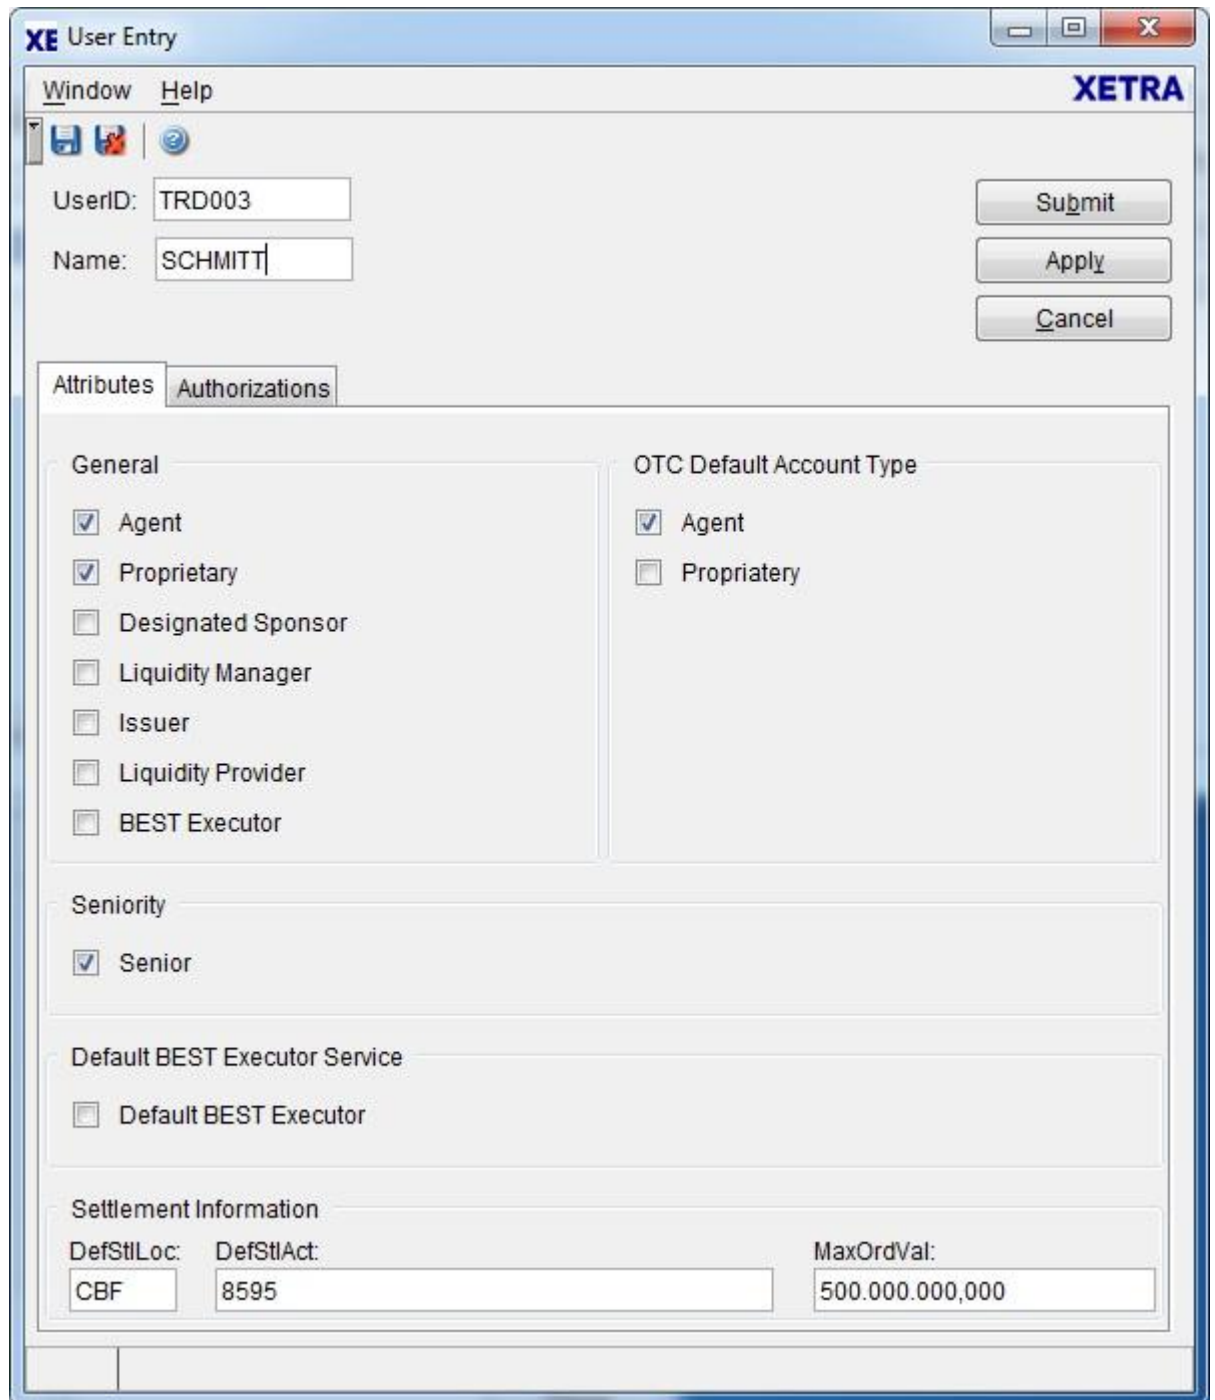 XE User Entry
Window Help XETRA
UserID: TRD003
Submit
Name: SCHMITT
Apply
Cancel
Attributes Authorizations
General
OTC Default Account Type
Agent
Agent
Proprietary
Propriatery
Designated Sponsor
Liquidity Manager
Issuer
Liquidity Provider
BEST Executor
Seniority
Senior
Default BEST Executor Service
Default BEST Executor
Settlement Information
DefStlLoc: DefStlAct: MaxOrdVal:
CBF 8595 500.000.000,000